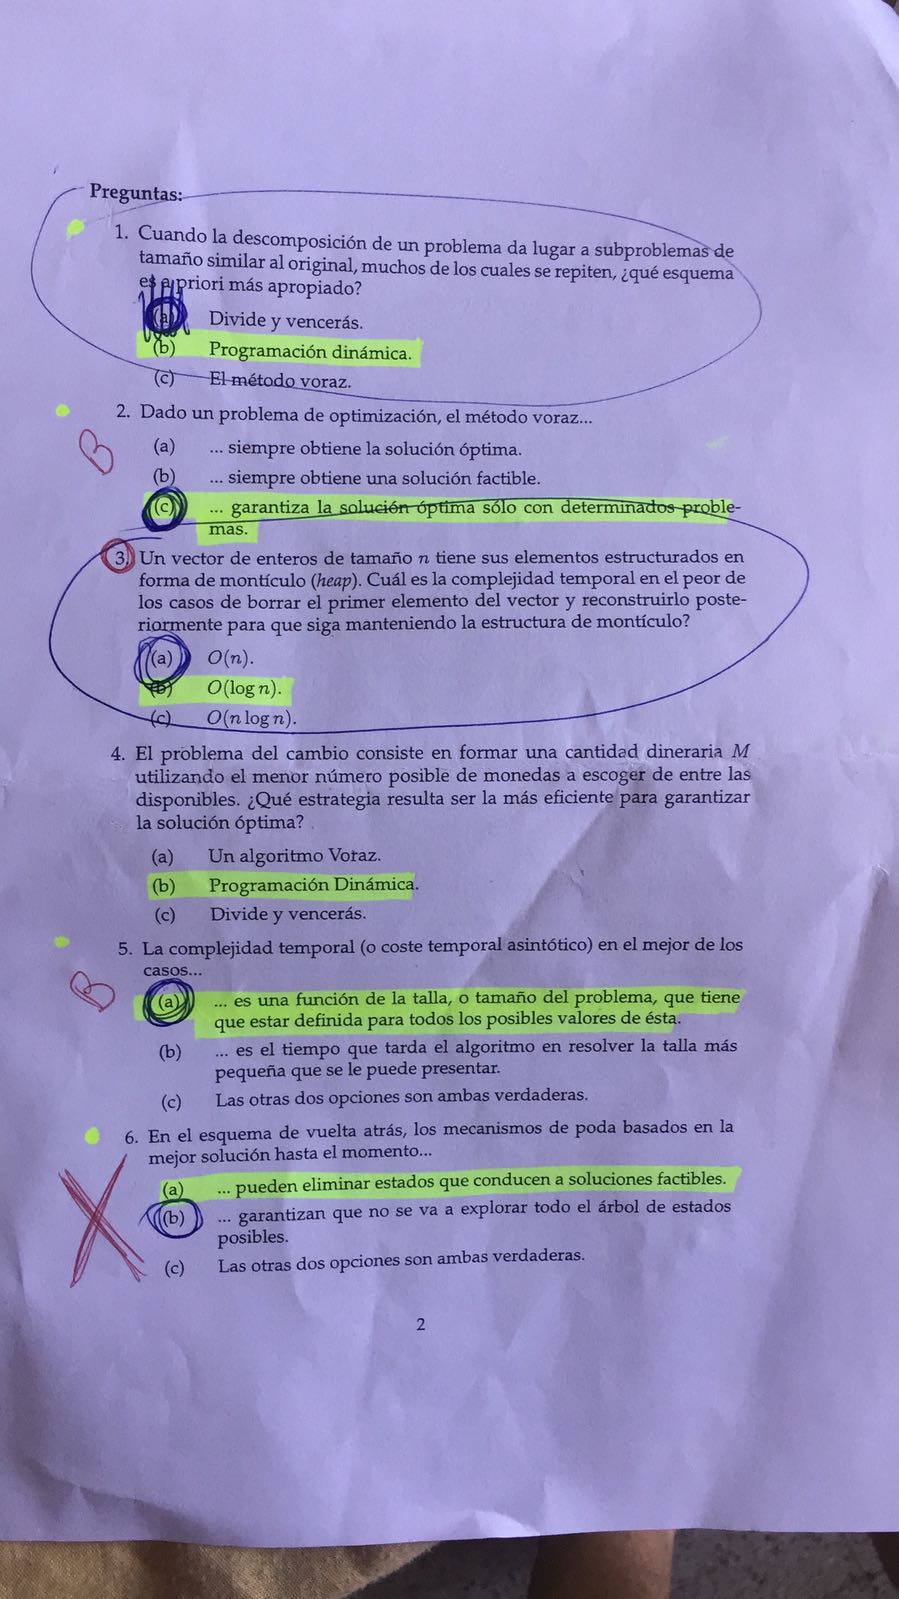 Preguntas:
1. Cuando la descomposición de un problema da lugar a subproblemas de
tamaño similar al original, muchos de los cuales se repiten, ¿qué esquema
es a priori más apropiado?
(a) Divide y vencerás.
(b) Programación dinámica.
(c) El método voraz.
2. Dado un problema de optimización, el método voraz...
B
(a) ... siempre obtiene la solución óptima.
(b) ... siempre obtiene una solución factible.
(c) ... garantiza la solución óptima sólo con determinados proble-
mas.
3. Un vector de enteros de tamaño n tiene sus elementos estructurados en
forma de montículo (heap). Cuál es la complejidad temporal en el peor de
los casos de borrar el primer elemento del vector y reconstruirlo poste-
riormente para que siga manteniendo la estructura de montículo?
(a) O(n).
(b) O(log n).
(c) O(n log n).
4. El problema del cambio consiste en formar una cantidad dineraria M
utilizando el menor número posible de monedas a escoger de entre las
disponibles. ¿Qué estrategia resulta ser la más eficiente para garantizar
la solución óptima?
(a) Un algoritmo Voraz.
(b) Programación Dinámica.
(c) Divide y vencerás.
5. La complejidad temporal (o coste temporal asintótico) en el mejor de los
casos...
B
(a) ... es una función de la talla, o tamaño del problema, que tiene
que estar definida para todos los posibles valores de ésta.
(b) ... es el tiempo que tarda el algoritmo en resolver la talla más
pequeña que se le puede presentar.
(c) Las otras dos opciones son ambas verdaderas.
6. En el esquema de vuelta atrás, los mecanismos de poda basados en la
mejor solución hasta el momento...
(a) ... pueden eliminar estados que conducen a soluciones factibles.
(b) ... garantizan que no se va a explorar todo el árbol de estados
posibles.
(c) Las otras dos opciones son ambas verdaderas.
2